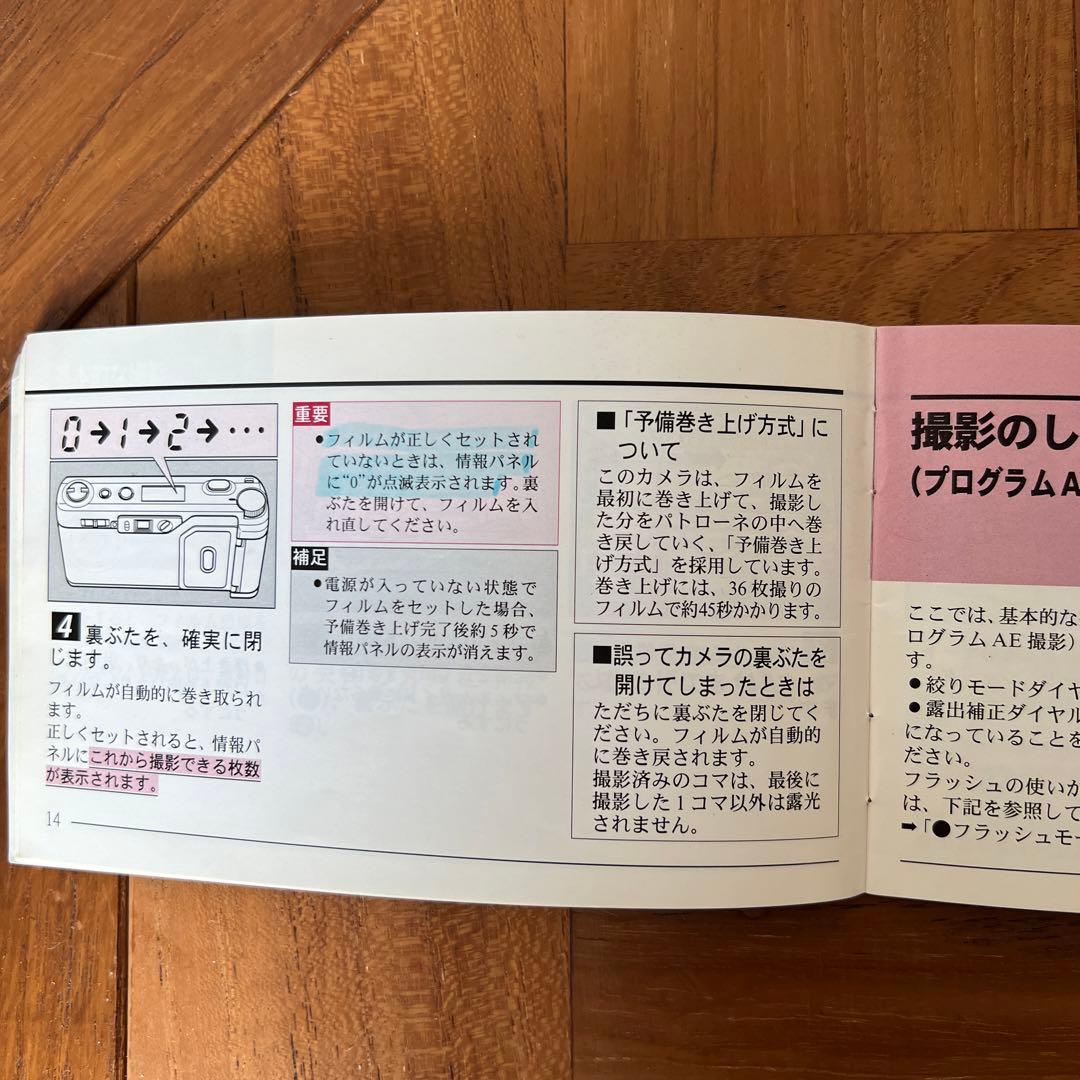 0→1→2→・・・
4 裏ぶたを、確実に閉
じます。
フィルムが自動的に巻き取られ
ます。
正しくセットされると、情報パ
ネルにこれから撮影できる枚数
が表示されます。
14
重要
●フィルムが正しくセットされ
ていないときは、情報パネル
に“0”が点滅表示されます。裏
ぶたを開けて、フィルムを入
れ直してください。
補足
●電源が入っていない状態で
フィルムをセットした場合、
予備巻き上げ完了後約5秒で
情報パネルの表示が消えます。
■「予備巻き上げ方式」に
ついて
このカメラは、フィルムを
最初に巻き上げて、撮影し
た分をパトローネの中へ巻
き戻していく、「予備巻き上
げ方式」を採用しています。
巻き上げには、36枚撮りの
フィルムで約45秒かかります。
■誤ってカメラの裏ぶたを
開けてしまったときは
ただちに裏ぶたを閉じてく
ださい。フィルムが自動的
に巻き戻されます。
撮影済みのコマは、最後に
撮影した1コマ以外は露光
されません。
撮影のし
(プログラムA
ここでは、基本的な
ログラムAE撮影)
す。
●絞りモードダイヤ
●露出補正ダイヤル
になっていることを
ださい。
フラッシュの使いか
は、下記を参照して
➡「●フラッシュモー